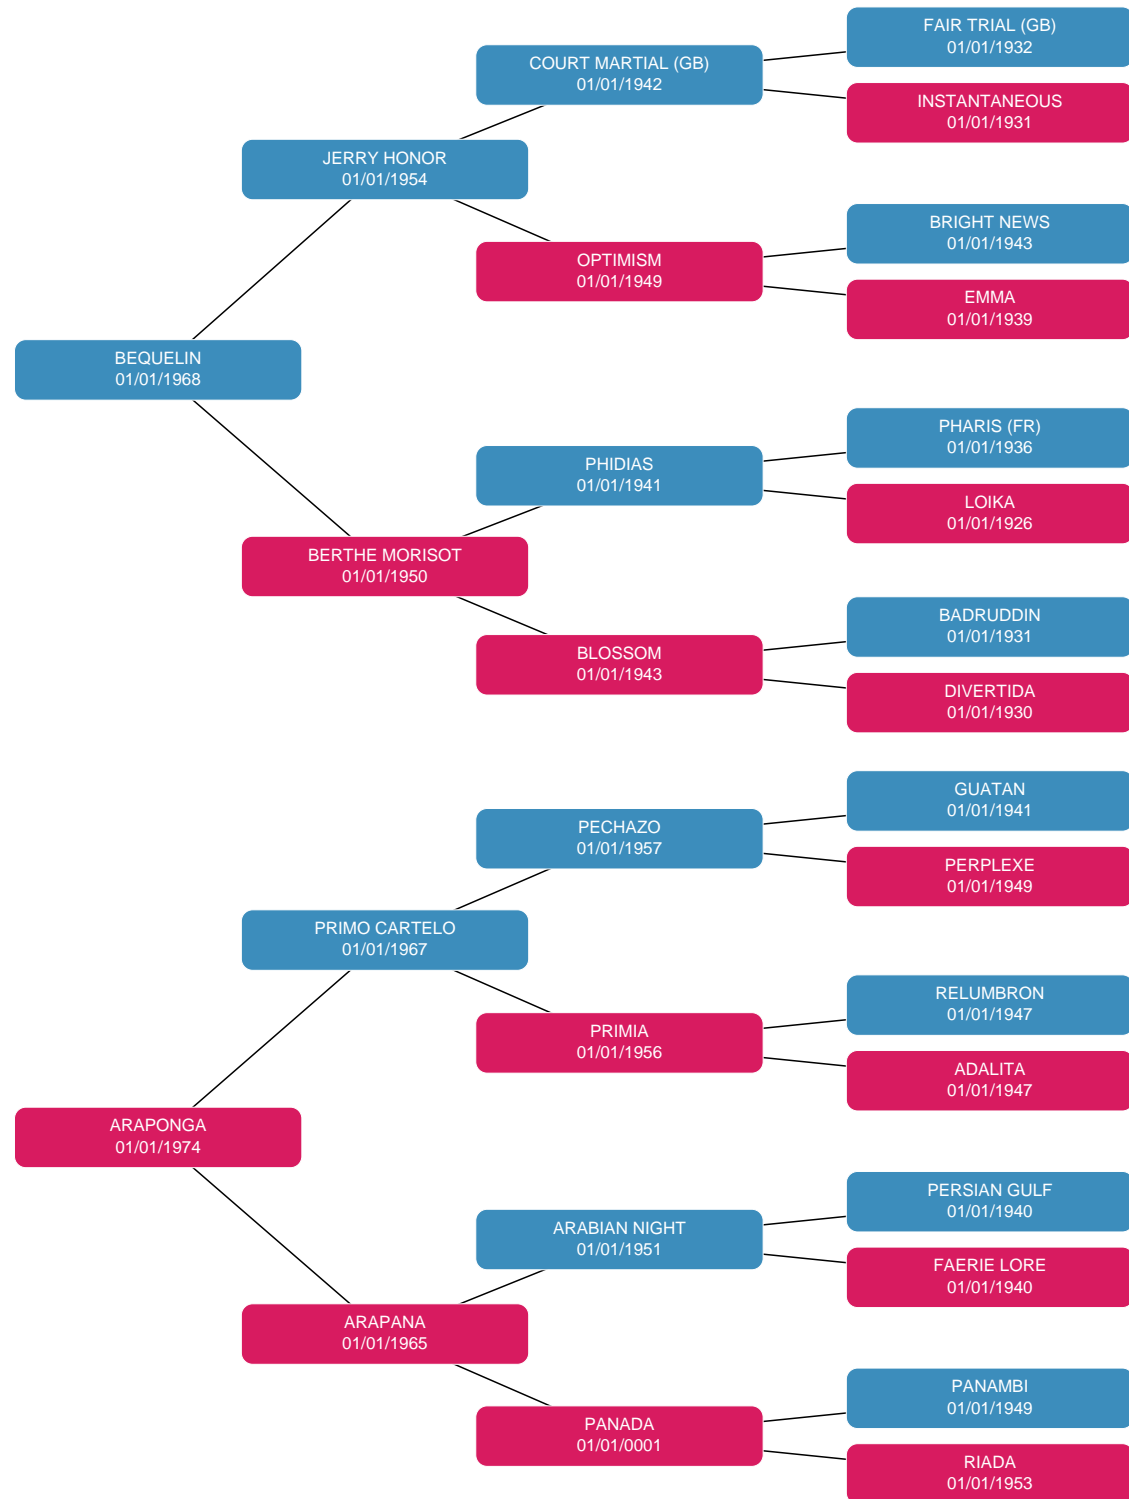 FAIR TRIAL (GB)
01/01/1932
COURT MARTIAL (GB)
01/01/1942
INSTANTANEOUS
01/01/1931
JERRY HONOR
01/01/1954
BRIGHT NEWS
01/01/1943
OPTIMISM
01/01/1949
EMMA
01/01/1939
BEQUELIN
01/01/1968
PHARIS (FR)
01/01/1936
PHIDIAS
01/01/1941
LOIKA
01/01/1926
BERTHE MORISOT
01/01/1950
BADRUDDIN
01/01/1931
BLOSSOM
01/01/1943
DIVERTIDA
01/01/1930
GUATAN
01/01/1941
PECHAZO
01/01/1957
PERPLEXE
01/01/1949
PRIMO CARTELO
01/01/1967
RELUMBRON
01/01/1947
PRIMIA
01/01/1956
ADALITA
01/01/1947
ARAPONGA
01/01/1974
PERSIAN GULF
01/01/1940
ARABIAN NIGHT
01/01/1951
FAERIE LORE
01/01/1940
ARAPANA
01/01/1965
PANAMBI
01/01/1949
PANADA
01/01/0001
RIADA
01/01/1953